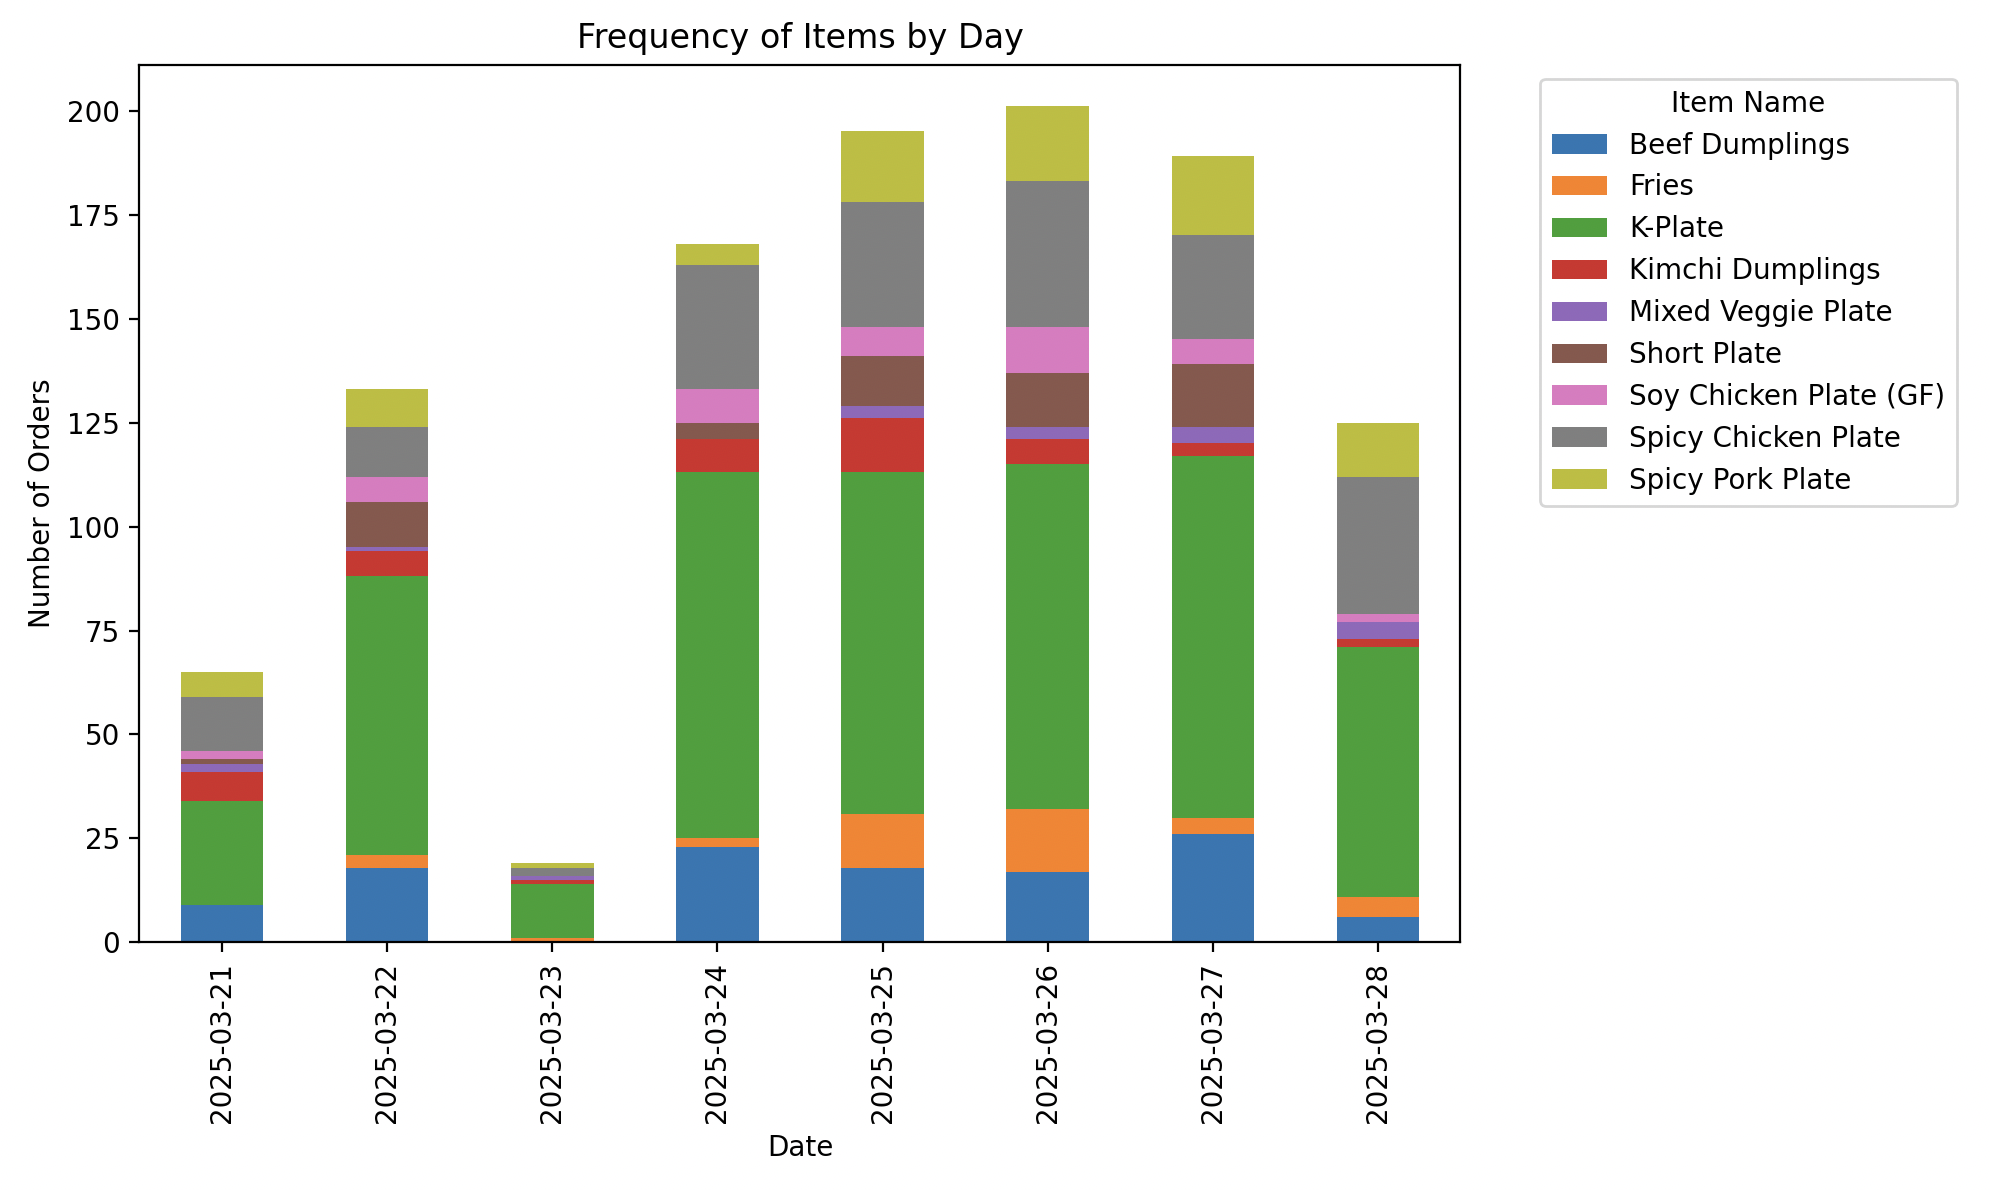 Frequency of Items by Day
Number of Orders
200
175
150
125
100
75
50
25
0
2025-03-21
2025-03-22
2025-03-23
2025-03-24
2025-03-25
2025-03-26
2025-03-27
2025-03-28
Date
Item Name
Beef Dumplings
Fries
K-Plate
Kimchi Dumplings
Mixed Veggie Plate
Short Plate
Soy Chicken Plate (GF)
Spicy Chicken Plate
Spicy Pork Plate